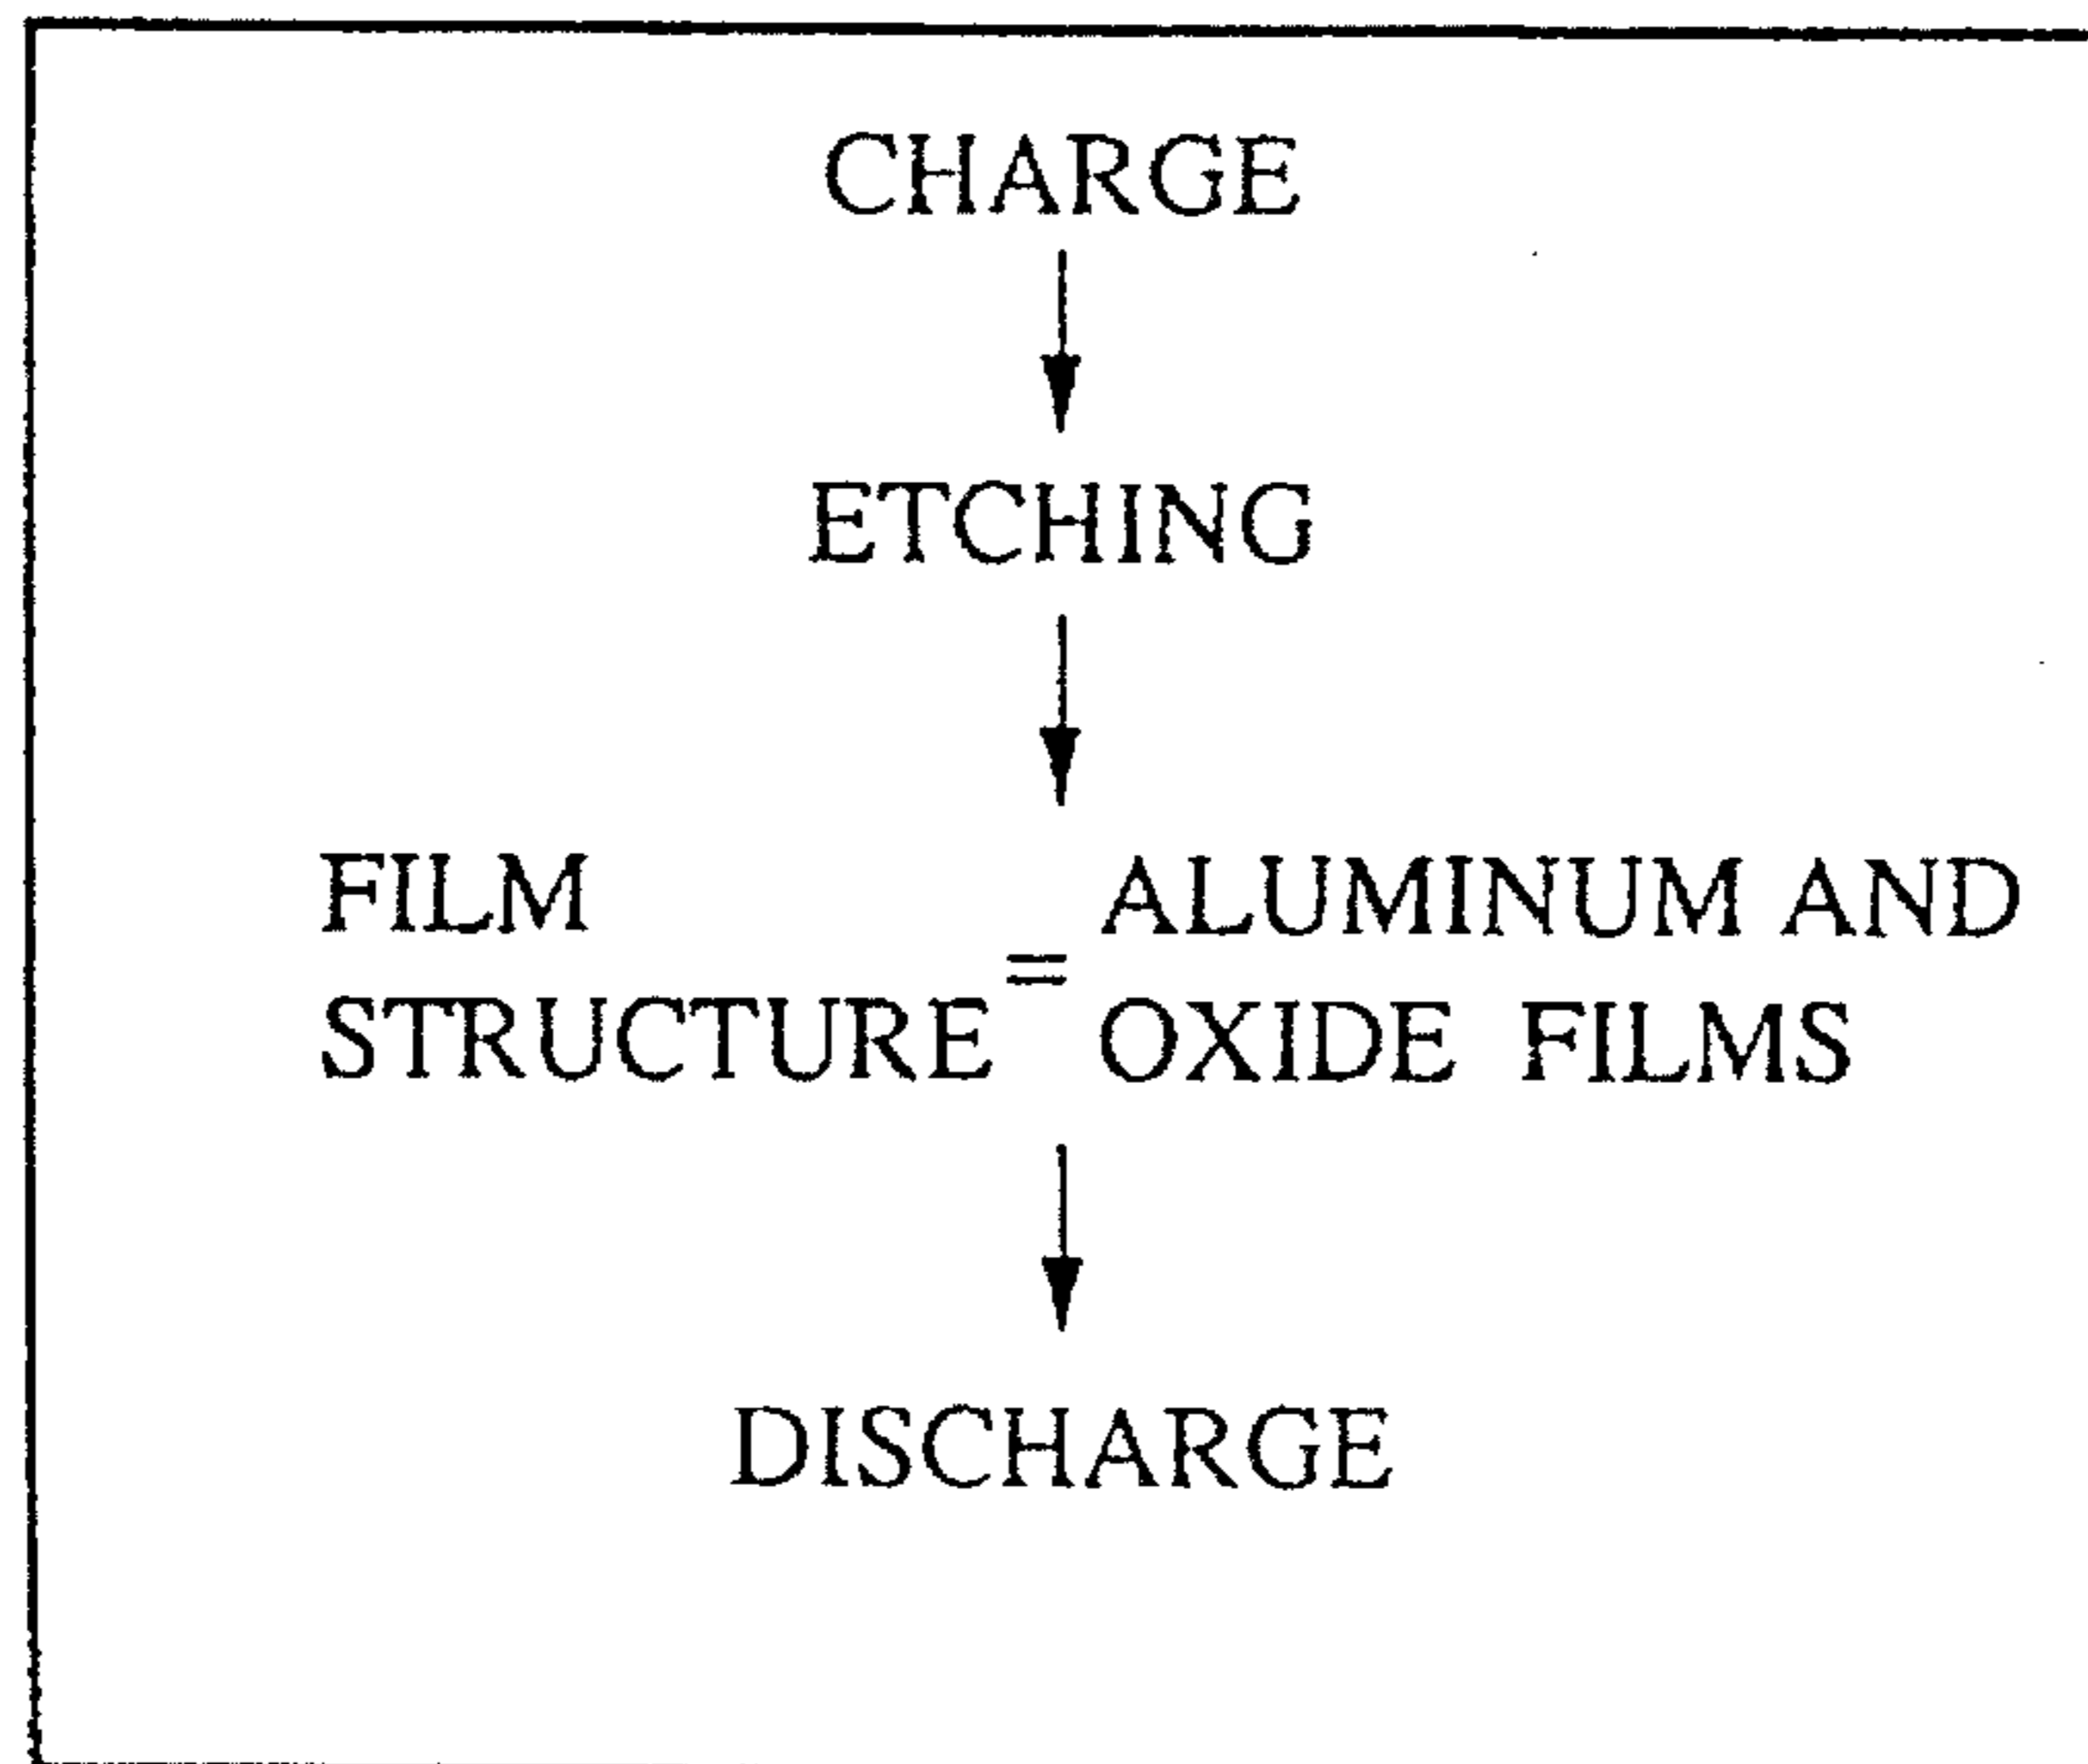 CHARGE
ETCHING
FILM
STRUCTURE = ALUMINUM AND
OXIDE FILMS
DISCHARGE